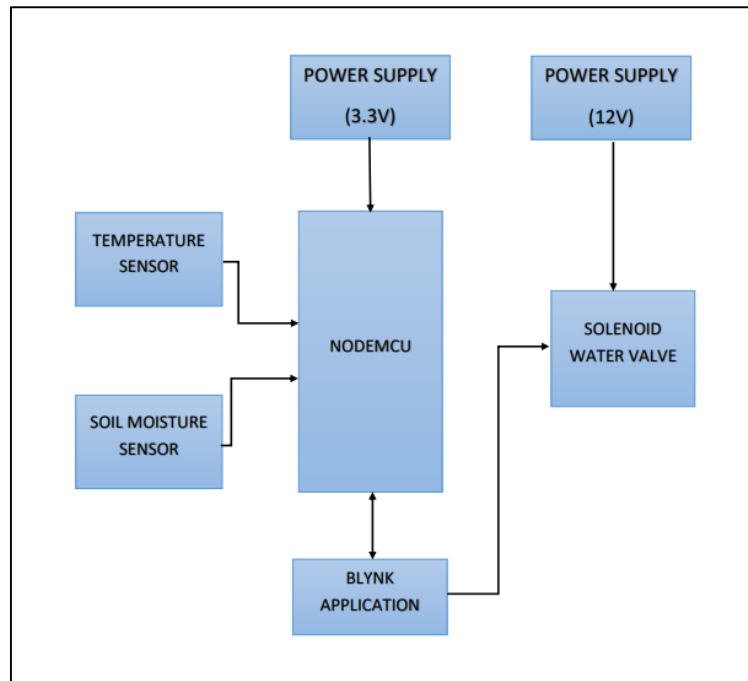 POWER SUPPLY
(3.3V)
POWER SUPPLY
(12V)
TEMPERATURE
SENSOR
NODEMCU
SOLENOID
WATER VALVE
SOIL MOISTURE
SENSOR
BLYNK
APPLICATION